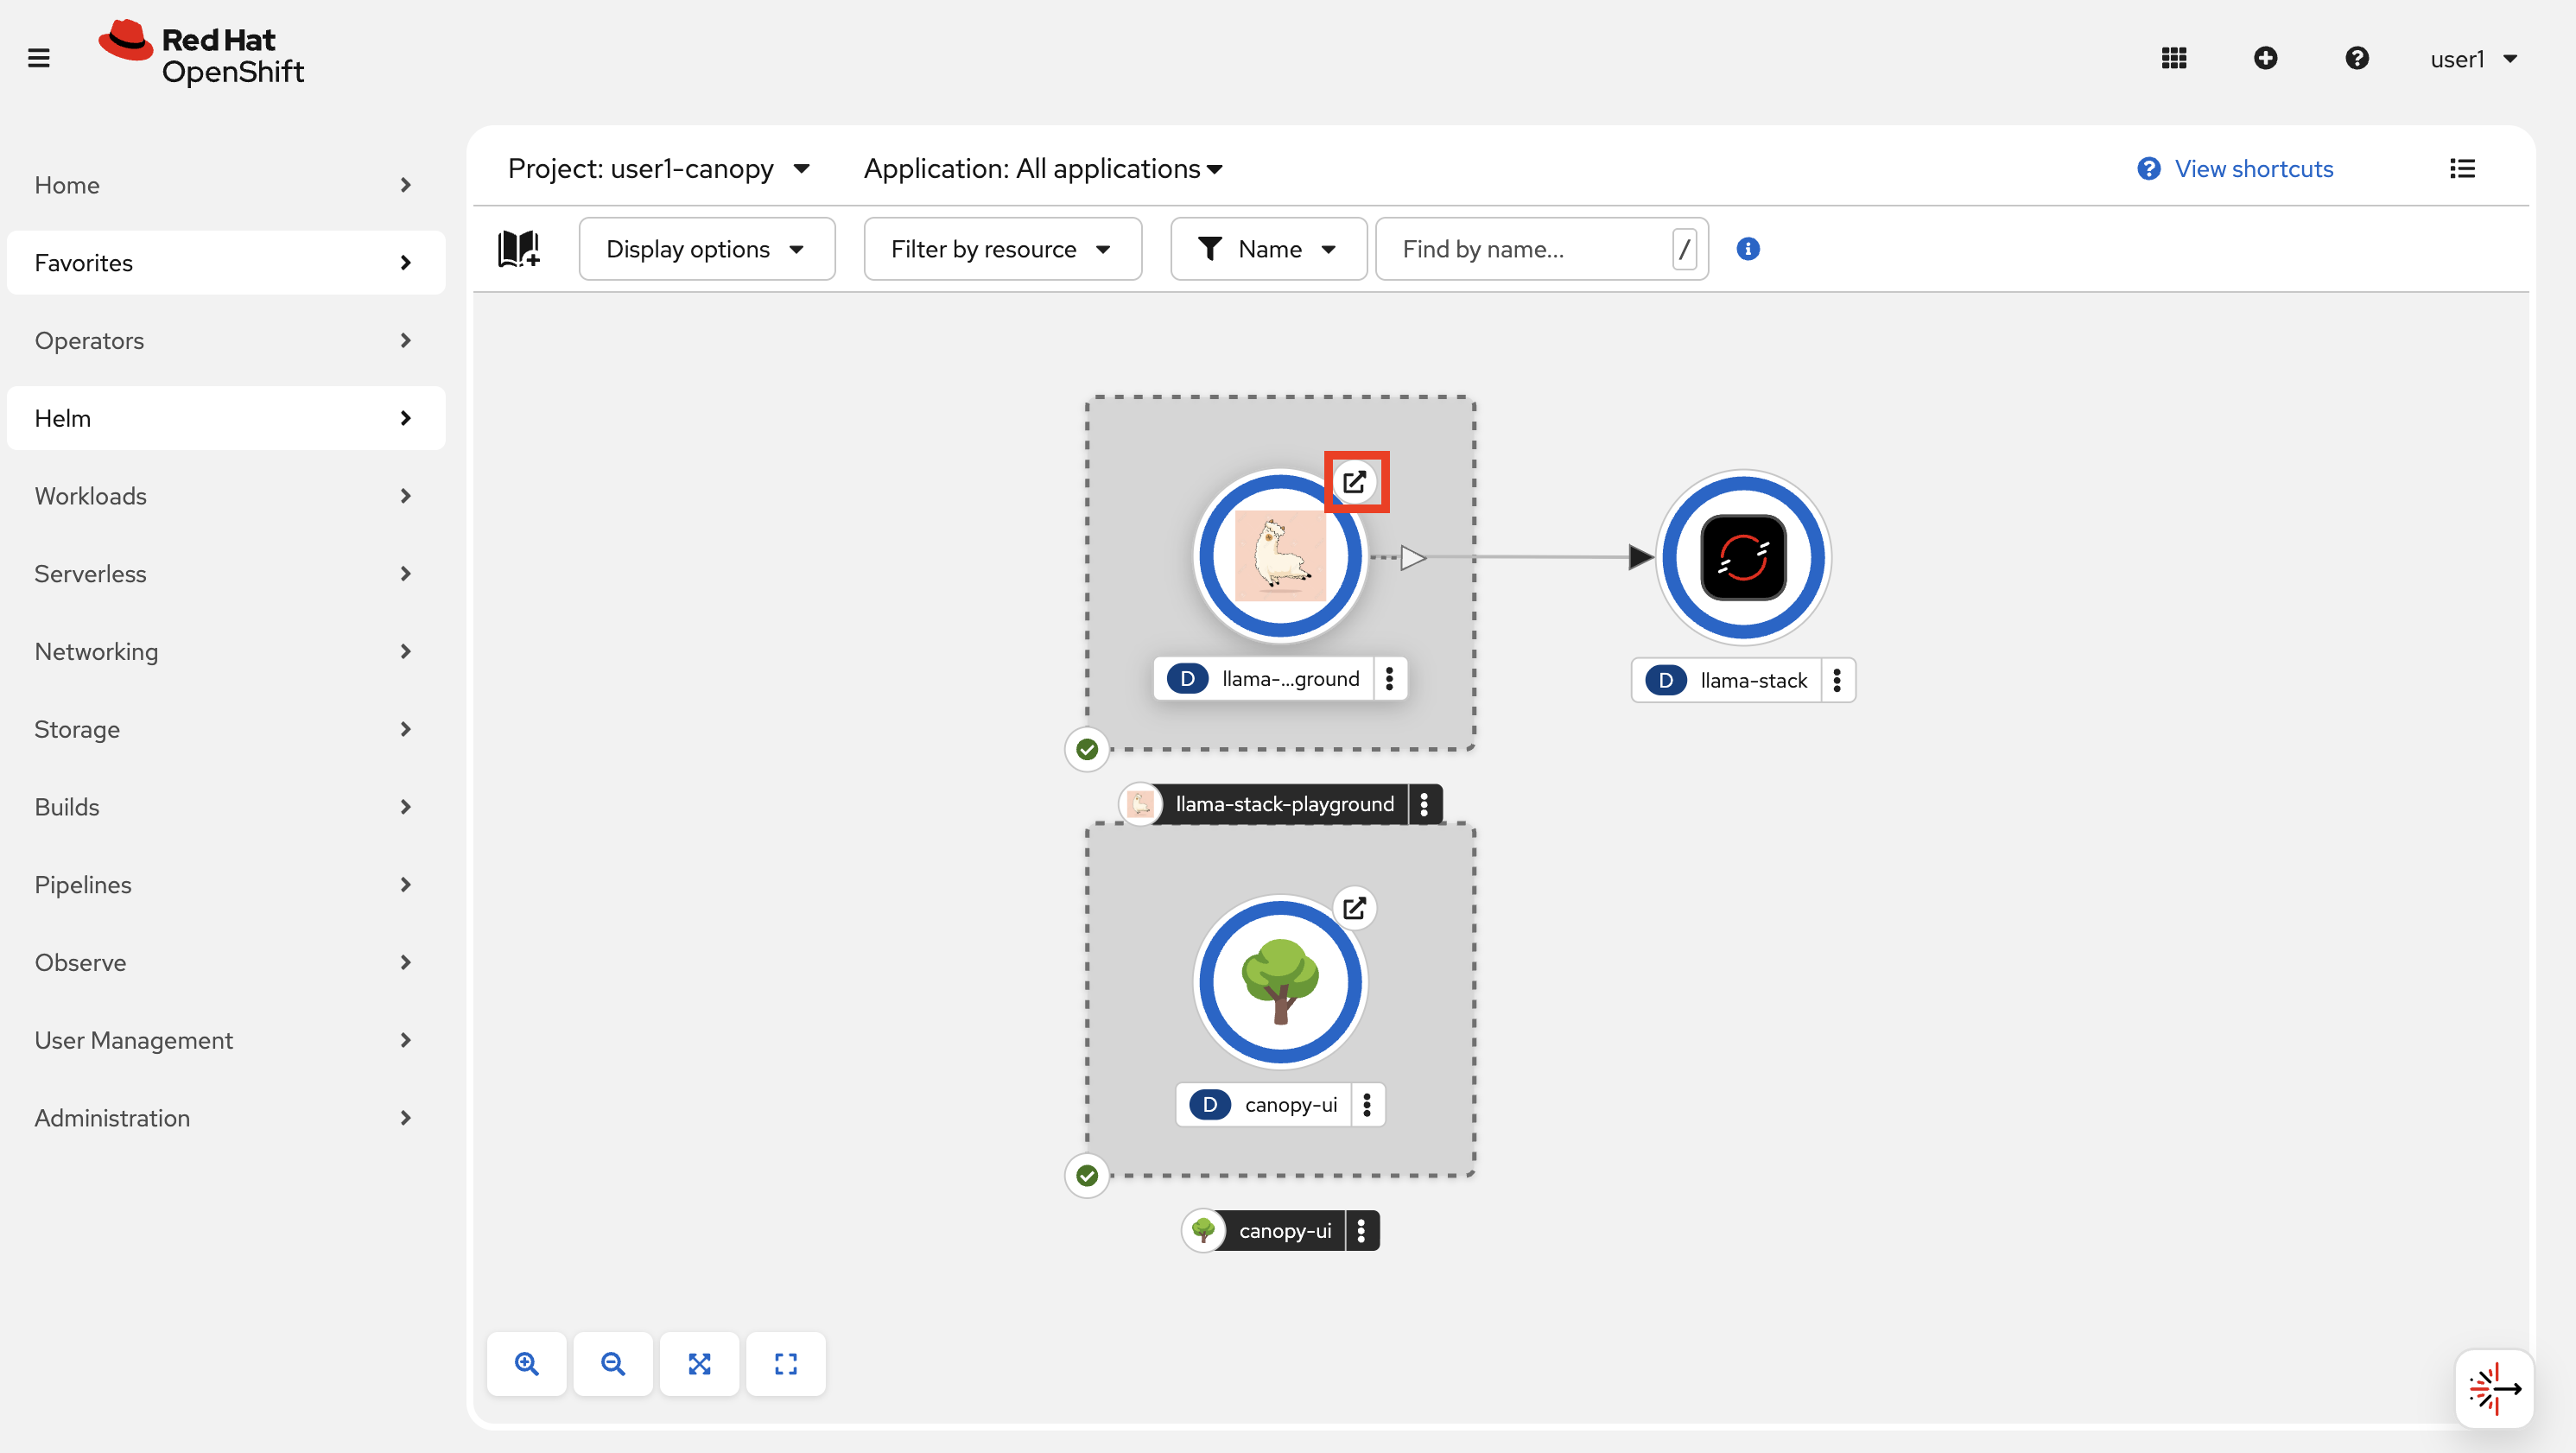 Red Hat
OpenShift
user1
Home
Favorites
Operators
Helm
Workloads
Serverless
Networking
Storage
Builds
Pipelines
Observe
User Management
Administration
Project: user1-canopy
Application: All applications
View shortcuts
Display options
Filter by resource
Name
Find by name...
/
D llama-...ground
D llama-stack
llama-stack-playground
D canopy-ui
canopy-ui